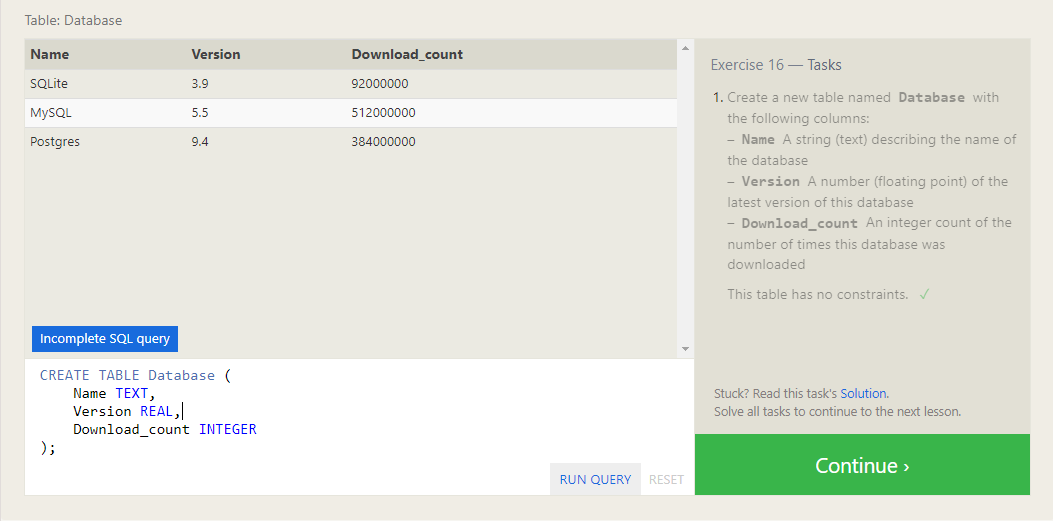 Table: Database
Name Version Download_count
SQLite 3.9 92000000
MySQL 5.5 512000000
Postgres 9.4 384000000
Incomplete SQL query
CREATE TABLE Database (
    Name TEXT,
    Version REAL,
    Download_count INTEGER
);
RUN QUERY RESET
Exercise 16 — Tasks
1. Create a new table named Database with
the following columns:
– Name A string (text) describing the name of
the database
– Version A number (floating point) of the
latest version of this database
– Download_count An integer count of the
number of times this database was
downloaded
This table has no constraints. ✓
Stuck? Read this task's Solution.
Solve all tasks to continue to the next lesson.
Continue ›